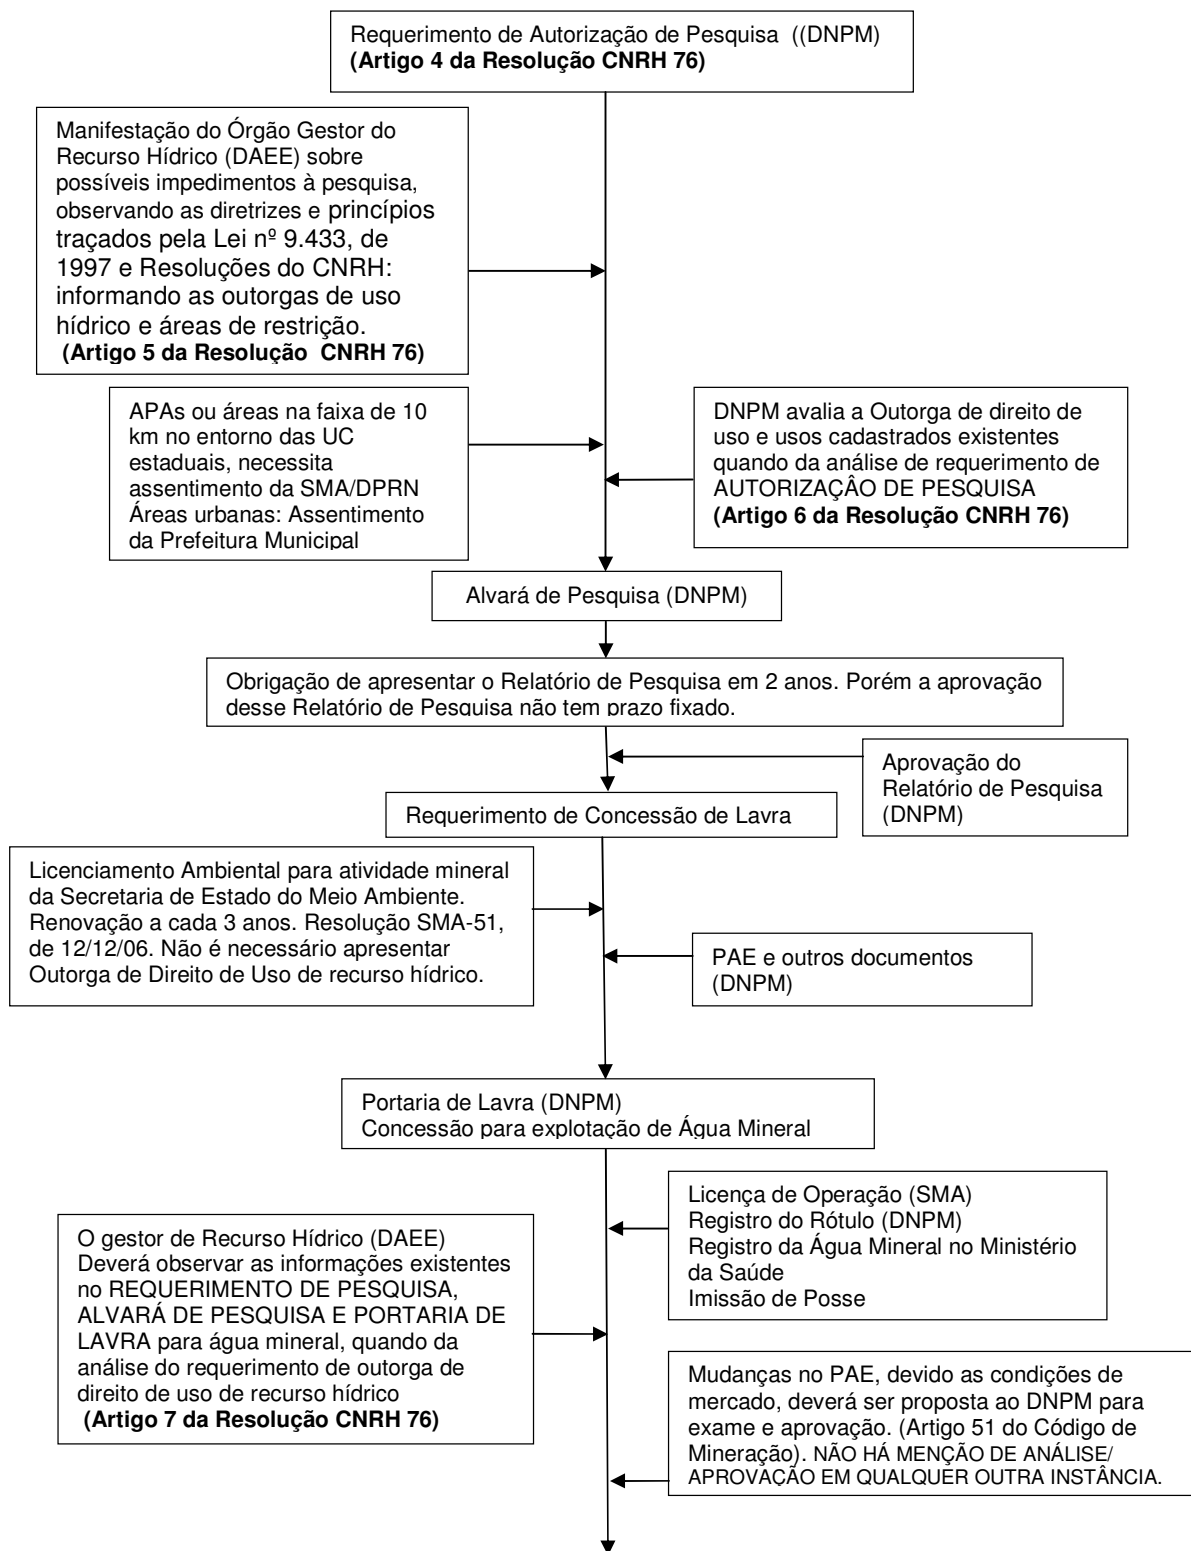 Requerimento de Autorização de Pesquisa ((DNPM)
(Artigo 4 da Resolução CNRH 76)
Manifestação do Órgão Gestor do
Recurso Hídrico (DAEE) sobre
possíveis impedimentos à pesquisa,
observando as diretrizes e princípios
traçados pela Lei nº 9.433, de
1997 e Resoluções do CNRH:
informando as outorgas de uso
hídrico e áreas de restrição.
(Artigo 5 da Resolução CNRH 76)
APAs ou áreas na faixa de 10
km no entorno das UC
estaduais, necessita
assentimento da SMA/DPRN
Áreas urbanas: Assentimento
da Prefeitura Municipal
DNPM avalia a Outorga de direito de
uso e usos cadastrados existentes
quando da análise de requerimento de
AUTORIZAÇÂO DE PESQUISA
(Artigo 6 da Resolução CNRH 76)
Alvará de Pesquisa (DNPM)
Obrigação de apresentar o Relatório de Pesquisa em 2 anos. Porém a aprovação
desse Relatório de Pesquisa não tem prazo fixado.
Aprovação do
Relatório de Pesquisa
(DNPM)
Requerimento de Concessão de Lavra
Licenciamento Ambiental para atividade mineral
da Secretaria de Estado do Meio Ambiente.
Renovação a cada 3 anos. Resolução SMA-51,
de 12/12/06. Não é necessário apresentar
Outorga de Direito de Uso de recurso hídrico.
PAE e outros documentos
(DNPM)
Portaria de Lavra (DNPM)
Concessão para explotação de Água Mineral
Licença de Operação (SMA)
Registro do Rótulo (DNPM)
Registro da Água Mineral no Ministério
da Saúde
Imissão de Posse
O gestor de Recurso Hídrico (DAEE)
Deverá observar as informações existentes
no REQUERIMENTO DE PESQUISA,
ALVARÁ DE PESQUISA E PORTARIA DE
LAVRA para água mineral, quando da
análise do requerimento de outorga de
direito de uso de recurso hídrico
(Artigo 7 da Resolução CNRH 76)
Mudanças no PAE, devido as condições de
mercado, deverá ser proposta ao DNPM para
exame e aprovação. (Artigo 51 do Código de
Mineração). NÃO HÁ MENÇÃO DE ANÁLISE/
APROVAÇÃO EM QUALQUER OUTRA INSTÂNCIA.